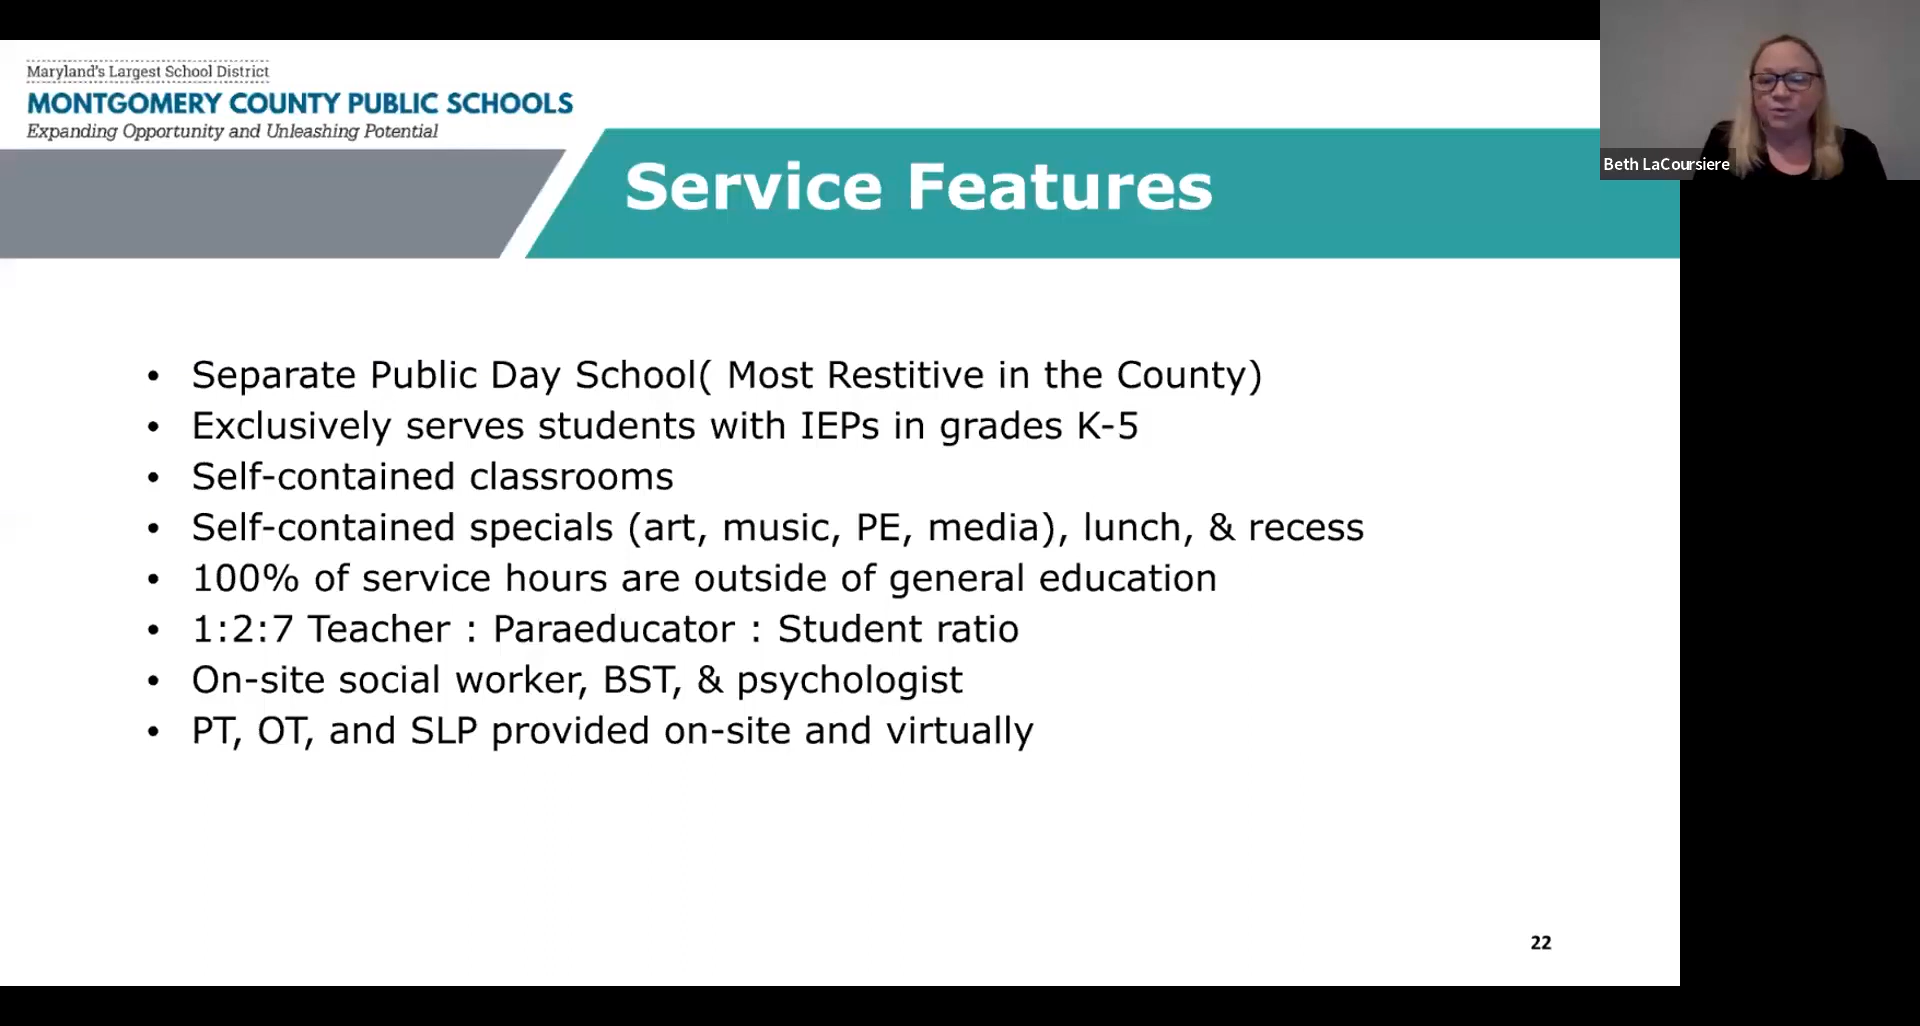 Maryland's Largest School District
MONTGOMERY COUNTY PUBLIC SCHOOLS
Expanding Opportunity and Unleashing Potential
Service Features
Beth LaCoursiere
• Separate Public Day School( Most Restitive in the County)
• Exclusively serves students with IEPs in grades K-5
• Self-contained classrooms
• Self-contained specials (art, music, PE, media), lunch, & recess
• 100% of service hours are outside of general education
• 1:2:7 Teacher : Paraeducator : Student ratio
• On-site social worker, BST, & psychologist
• PT, OT, and SLP provided on-site and virtually
22